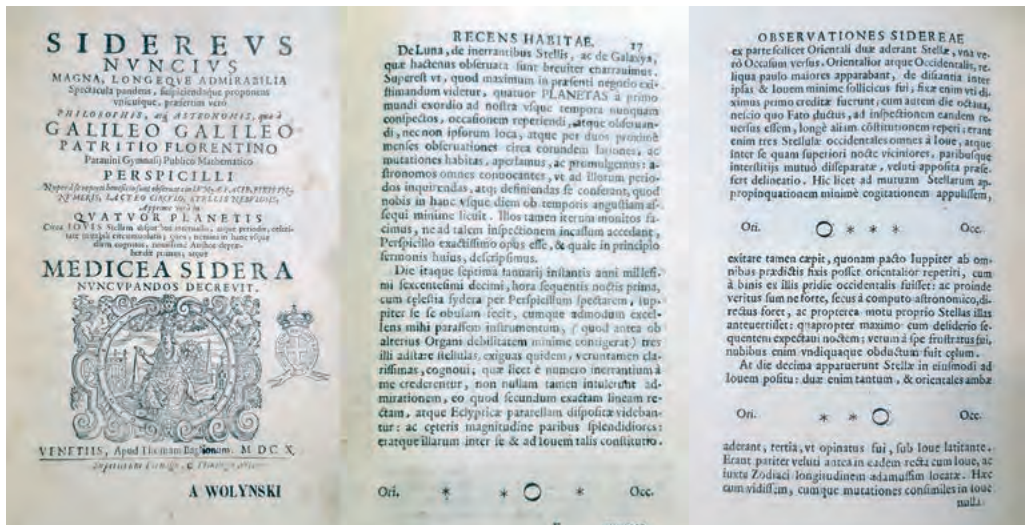 SIDEREVS
NVNCIVS
MAGNA, LONGEQVE ADMIRABILIA
Spectacula pandens, suspiciendaque proponens
vnicuique, præsertim verò
PHILOSOPHIS, atq; ASTRONOMIS, quæ à
GALILEO GALILEO
PATRITIO FLORENTINO
Patauini Gymnasij Publico Mathematico
PERSPICILLI
QVATVOR PLANETIS
MEDICEA SIDERA
NVNCVPANDOS DECREVIT.
VENETIIS, Apud Thomam Baglionum. M DC X.
A WOLYNSKI
RECENS HABITAE. 17
De Luna, de inerrantibus Stellis, ac de Galaxya,
quæ hactenus obseruata sunt breuiter enarrauimus.
Superest vt, quod maximum in præsenti negotio exi-
stimandum videtur, quatuor PLANETAS a primo
mundi exordio ad nostra vsque tempora nunquam
conspectos, occasionem reperiendi, atque obseruan-
di, necnon ipsorum loca, atque per duos proximè
menses obseruationes circa eorundem lationes, ac
mutationes habitas, aperiamus, ac promulgemus: a-
stronomos omnes conuocantes, vt ad illorum perio-
dos inquirendas, atq; definiendas se conferant, quod
nobis in hanc vsque diem ob temporis angustiam as-
sequi minime licuit. Illos tamen iterum monitos fa-
cimus, ne ad talem inspectionem incassum accedant,
Perspicillo exactissimo opus esse, & quale in principio
sermonis huius, descripsimus.
Die itaque septima Ianuarij instantis anni millesi-
mi sexcentesimi decimi, hora sequentis noctis prima,
cum cęlestia sydera per Perspicillum spectarem, Iup-
piter se se obuiam fecit, cumque admodum excel-
lens mihi parassem instrumentum, (quod antea ob
alterius Organi debilitatem minime contigerat) tres
illi adstare stellulas, exiguas quidem, veruntamen cla-
rissimas, cognoui; quæ licet è numero inerrantium à
me crederentur, non nullam tamen intulerunt ad-
mirationem, eo quod secundum exactam lineam re-
ctam, atque Eclypticæ pararellam dispositæ videban-
tur: ac cęteris magnitudine paribus splendidiores:
eratque illarum inter se & ad Iouem talis constitutio.
Ori. * * O * Occ.
OBSERVATIONES SIDEREAE
ex parte scilicet Orientali duæ aderant Stellæ, vna ve-
rò Occasum versus. Orientalior atque Occidentalis, re-
liqua paulo maiores apparabant, de distantia inter
ipsas & Iouem minime sollicitus fui, fixæ enim vti di-
ximus primo creditæ fuerunt; cum autem die octaua,
nescio quo Fato ductus, ad inspectionem eandem re-
uersus essem, longè aliam cōstitutionem reperi: erant
enim tres Stellulæ occidentales omnes à Ioue, atque
inter se quam superiori nocte viciniores, paribusque
interstitijs mutuò disseparatæ, veluti apposita præse-
fert delineatio. Hic licet ad mutuam Stellarum ap-
propinquationem minimè cogitationem appulissem,
Ori. O * * * Occ.
exitare tamen cæpit, quonam pacto Iuppiter ab om-
nibus prædictis fixis posset orientalior reperiri, cum
à binis ex illis pridie occidentalis fuisset: ac proinde
veritus sum ne forte, secus à computo astronomico, di-
rectus foret, ac propterea motu proprio Stellas illas
anteuertisset: quapropter maximo cum desiderio se-
quentem expectaui noctem; verum à spe frustratus fui,
nubibus enim vndiquaque obductum fuit cęlum.
At die decima apparuerunt Stellæ in eiusmodi ad
Iouem positu: duæ enim tantum, & orientales ambæ
Ori. * * O Occ.
aderant, tertia, vt opinatus fui, sub Ioue latitante.
Erant pariter veluti antea in eadem recta cum Ioue, ac
iuxta Zodiaci longitudinem adamussim locatæ. Hæc
cum vidissem, cumque mutationes consimiles in Ioue
nulla